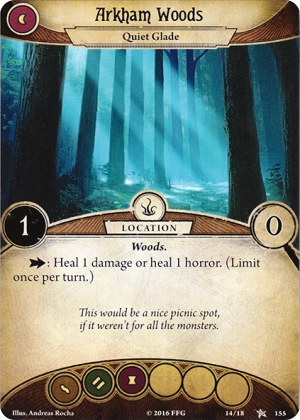 Arkham Woods
Quiet Glade
1
0
LOCATION
Woods.
: Heal 1 damage or heal 1 horror. (Limit
once per turn.)
This would be a nice picnic spot,
if it weren't for all the monsters.
Illus. Andreas Rocha
© 2016 FFG
14/18
155